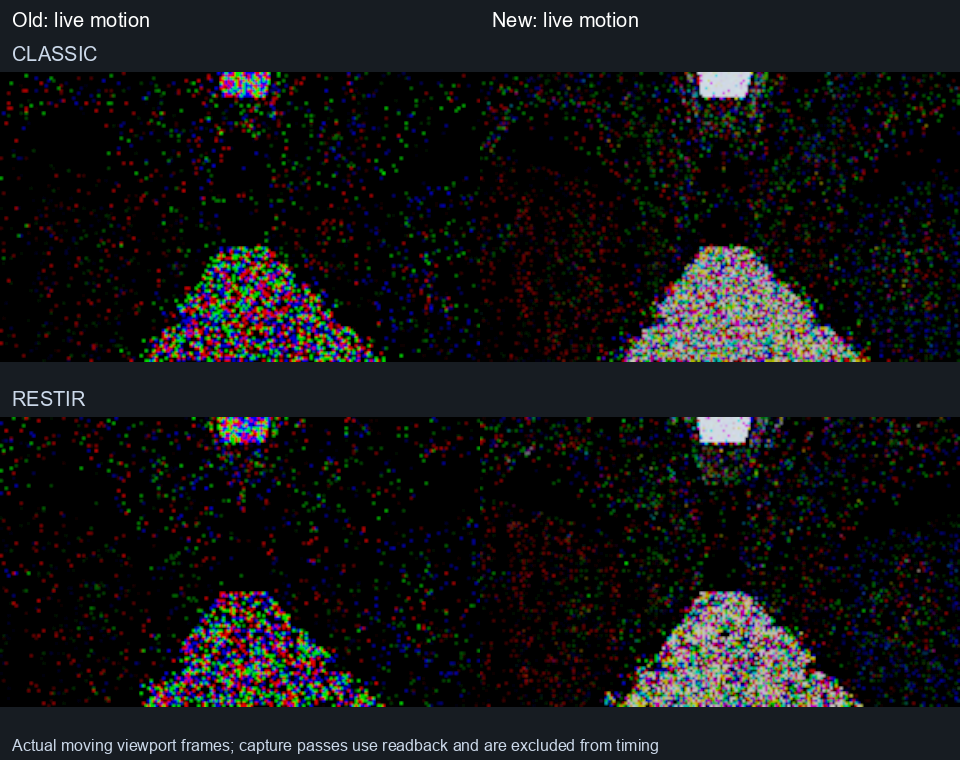 Old: live motion
New: live motion
CLASSIC
RESTIR
Actual moving viewport frames; capture passes use readback and are excluded from timing